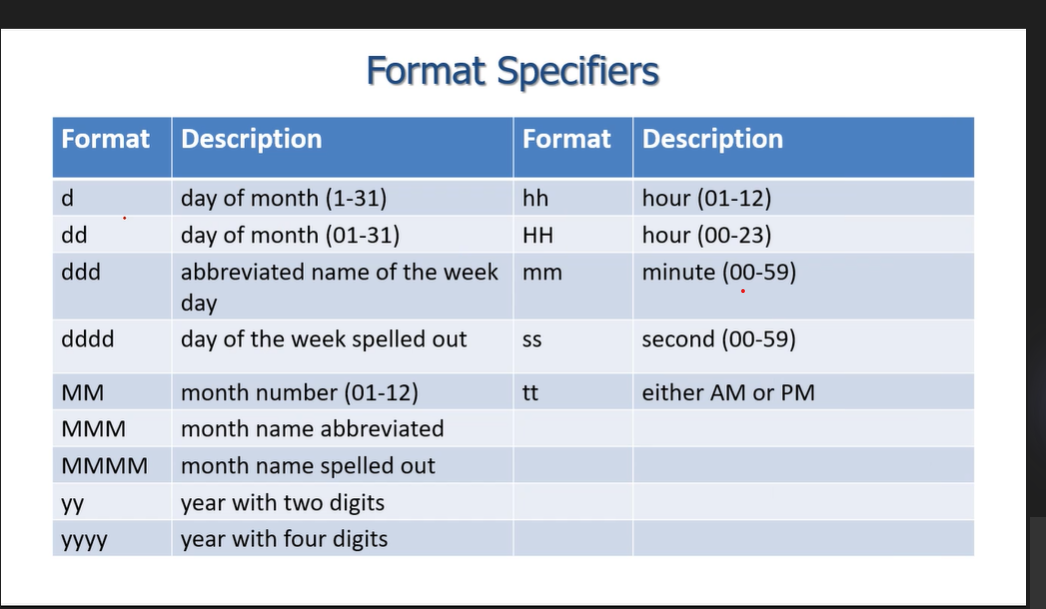 Format Specifiers
Format Description Format Description
d day of month (1-31) hh hour (01-12)
dd day of month (01-31) HH hour (00-23)
ddd abbreviated name of the week mm minute (00-59)
day
dddd day of the week spelled out ss second (00-59)
MM month number (01-12) tt either AM or PM
MMM month name abbreviated
MMMM month name spelled out
yy year with two digits
yyyy year with four digits